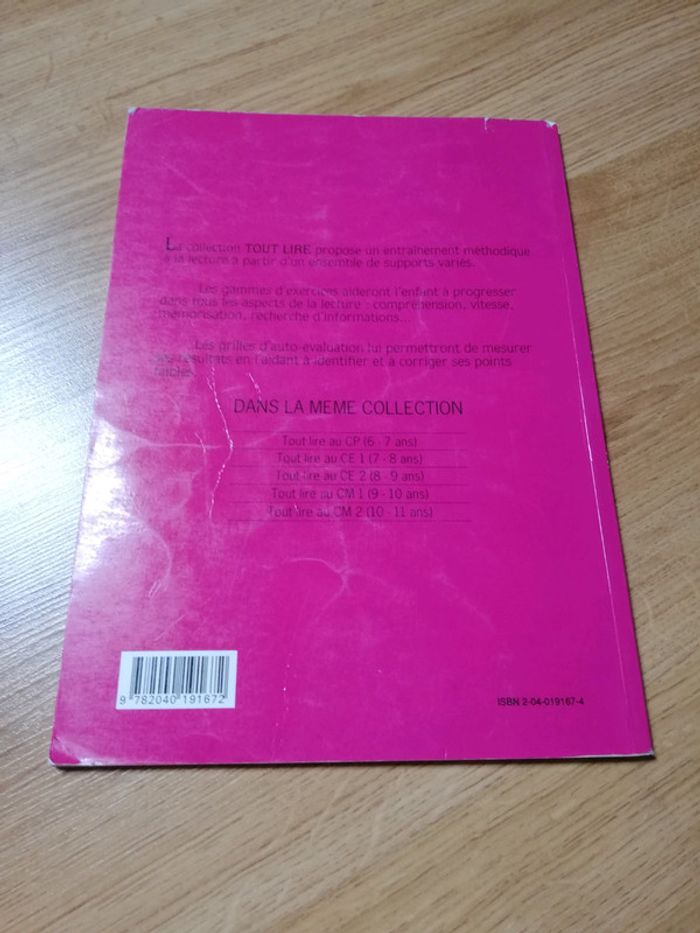 La collection TOUT LIRE propose un entraînement méthodique
à la lecture à partir d'un ensemble de supports variés.
Les gammes d'exercices aideront l'enfant à progresser
dans tous les aspects de la lecture : compréhension, vitesse,
mémorisation, recherche d'informations...
Les grilles d'auto-évaluation lui permettront de mesurer
ses résultats en l'aidant à identifier et à corriger ses points
faibles.
DANS LA MEME COLLECTION
Tout lire au CP (6 - 7 ans)
Tout lire au CE 1 (7 - 8 ans)
Tout lire au CE 2 (8 - 9 ans)
Tout lire au CM 1 (9 - 10 ans)
Tout lire au CM 2 (10 - 11 ans)
9 782040 191672
ISBN 2-04-019167-4